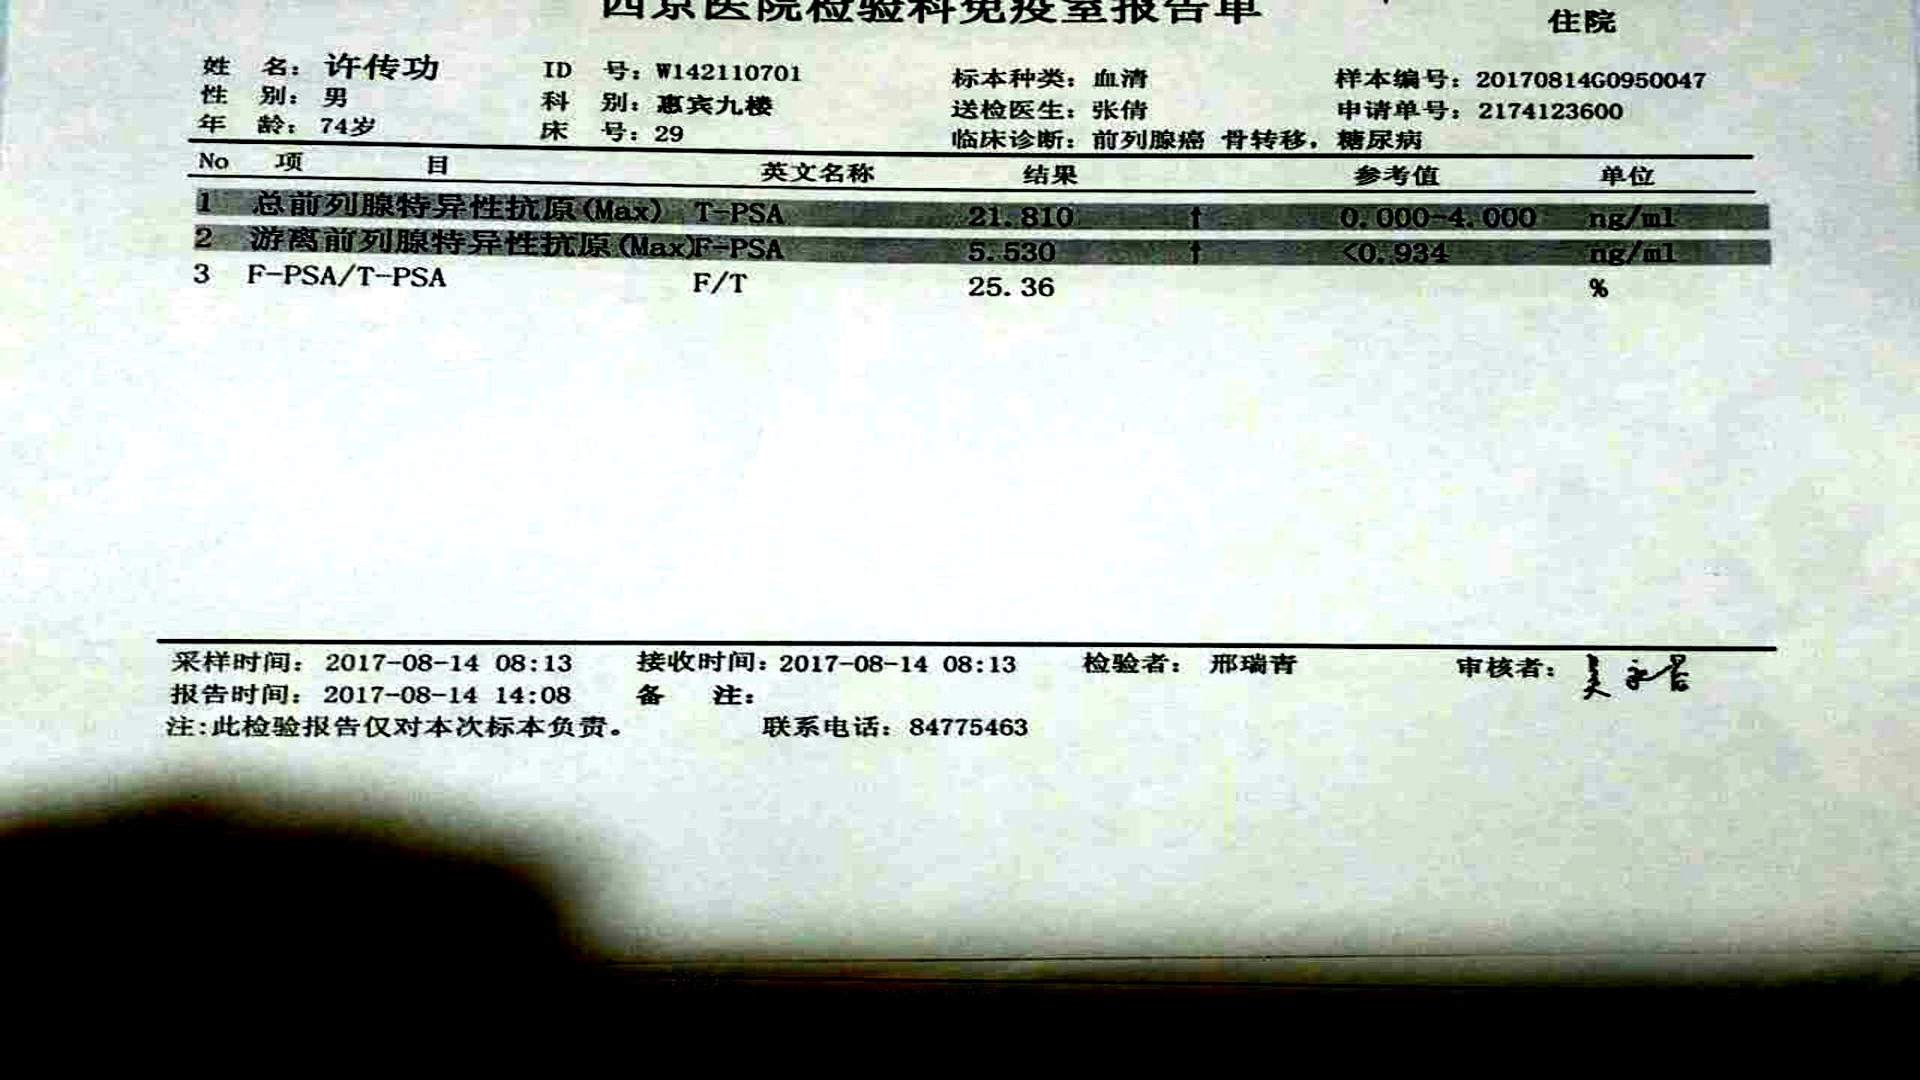 西京医院检验科免疫室报告单
住院
姓 名：许传功 ID 号：W142110701 标本种类：血清 样本编号：20170814G0950047
性 别：男 科 别：惠宾九楼 送检医生：张倩 申请单号：2174123600
年 龄：74岁 床 号：29 临床诊断：前列腺癌 骨转移，糖尿病
No 项 目 英文名称 结果 参考值 单位
1 总前列腺特异性抗原(Max) T-PSA 21.810 ↑ 0.000-4.000 ng/ml
2 游离前列腺特异性抗原(Max)F-PSA 5.530 ↑ <0.934 ng/ml
3 F-PSA/T-PSA F/T 25.36 %
采样时间：2017-08-14 08:13 接收时间：2017-08-14 08:13 检验者：邢瑞青 审核者：
报告时间：2017-08-14 14:08 备 注：
注:此检验报告仅对本次标本负责。 联系电话：84775463